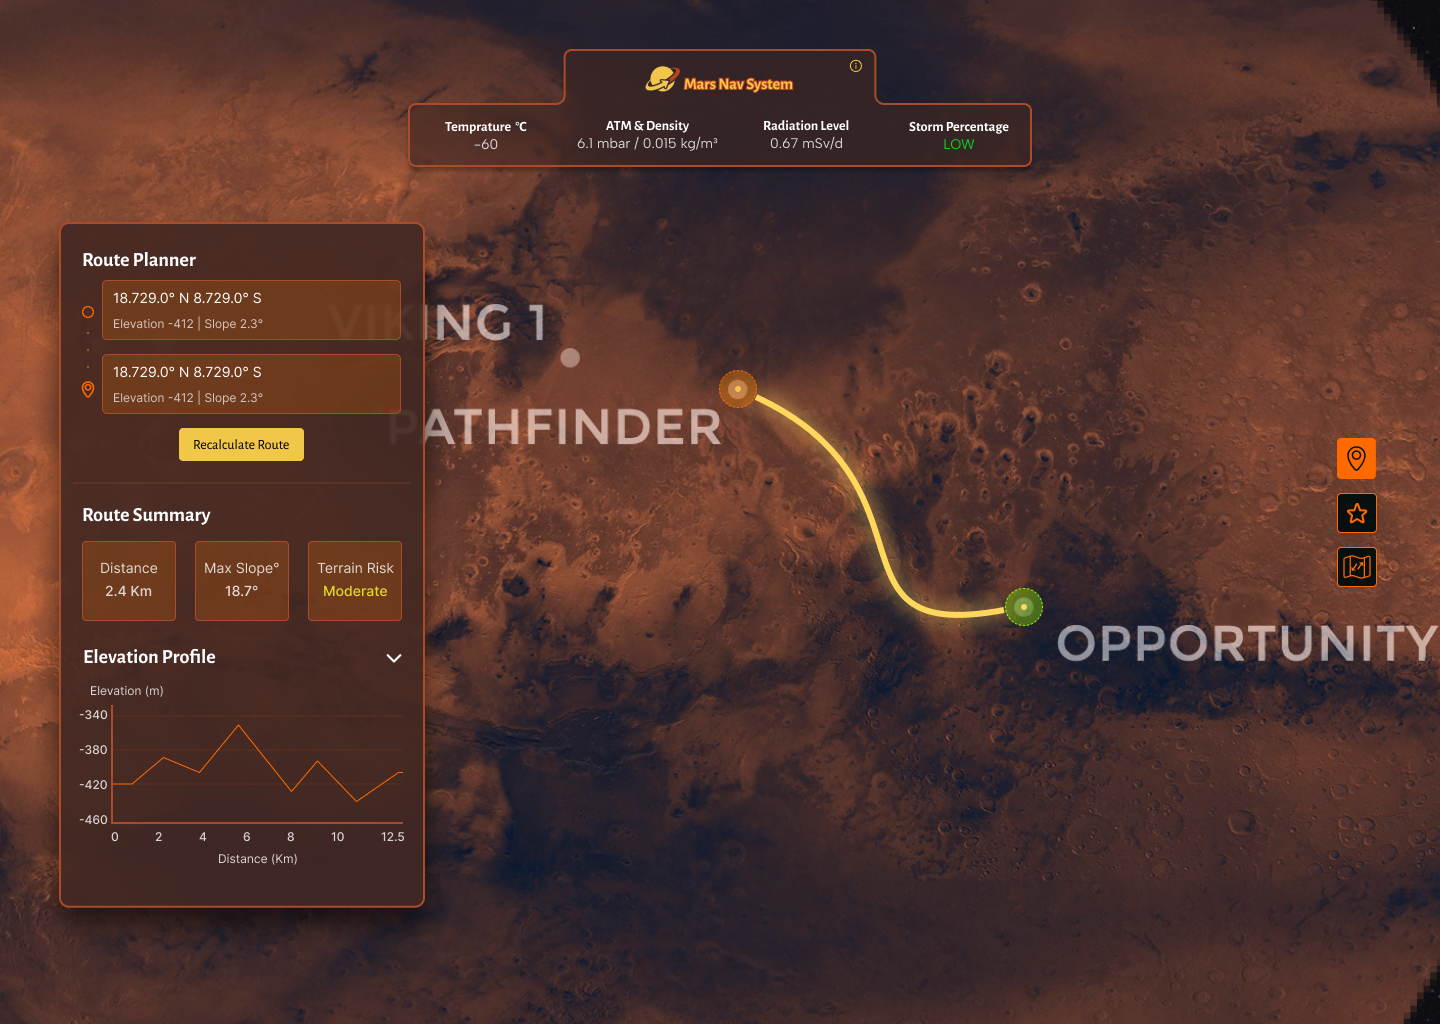 Mars Nav System
Temprature °C
-60
ATM & Density
6.1 mbar / 0.015 kg/m³
Radiation Level
0.67 mSv/d
Storm Percentage
LOW
Route Planner
18.729.0° N 8.729.0° S
Elevation -412 | Slope 2.3°
18.729.0° N 8.729.0° S
Elevation -412 | Slope 2.3°
Recalculate Route
Route Summary
Distance
2.4 Km
Max Slope°
18.7°
Terrain Risk
Moderate
Elevation Profile
Elevation (m)
-340
-380
-420
-460
0 2 4 6 8 10 12.5
Distance (Km)
VIKING 1
PATHFINDER
OPPORTUNITY